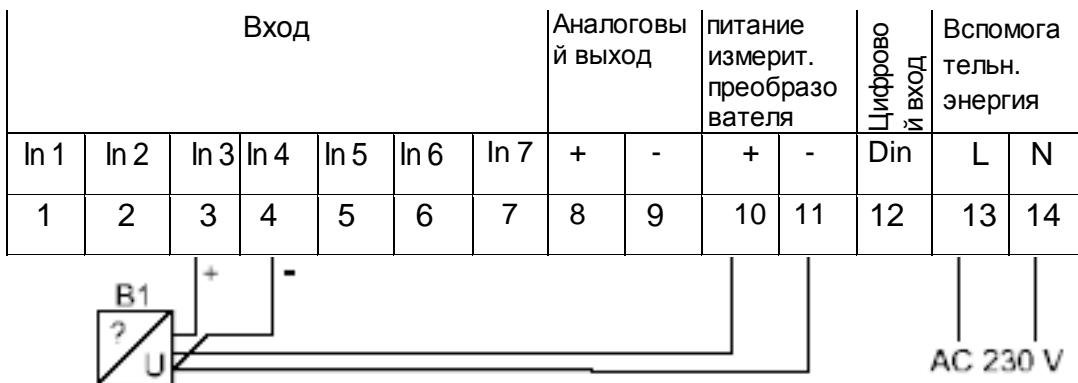 Вход
Аналоговы
й выход
питание
измерит.
преобразо
вателя
Цифрово
й вход
Вспомога
тельн.
энергия
In 1 In 2 In 3 In 4 In 5 In 6 In 7 + - + - Din L N
1 2 3 4 5 6 7 8 9 10 11 12 13 14
+ -
B1
?
U
AC 230 V